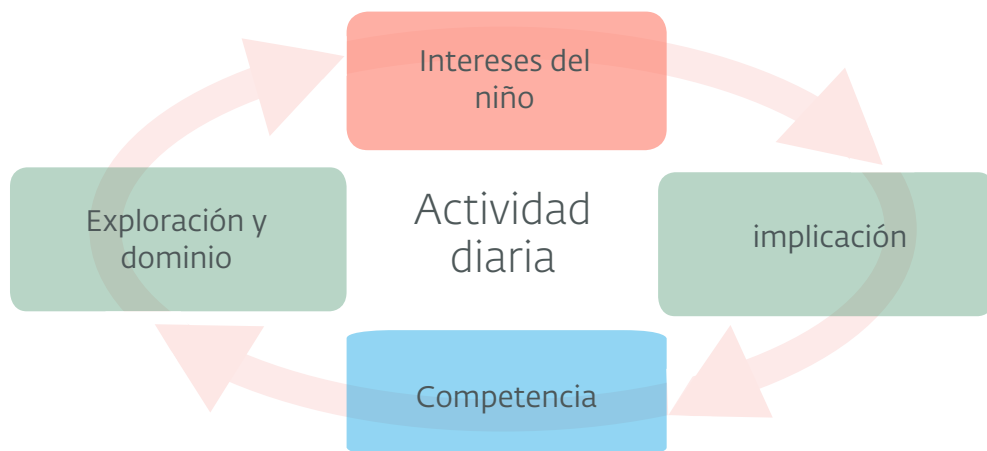 Intereses del
niño
Exploración y
dominio
Actividad
diaria
implicación
Competencia